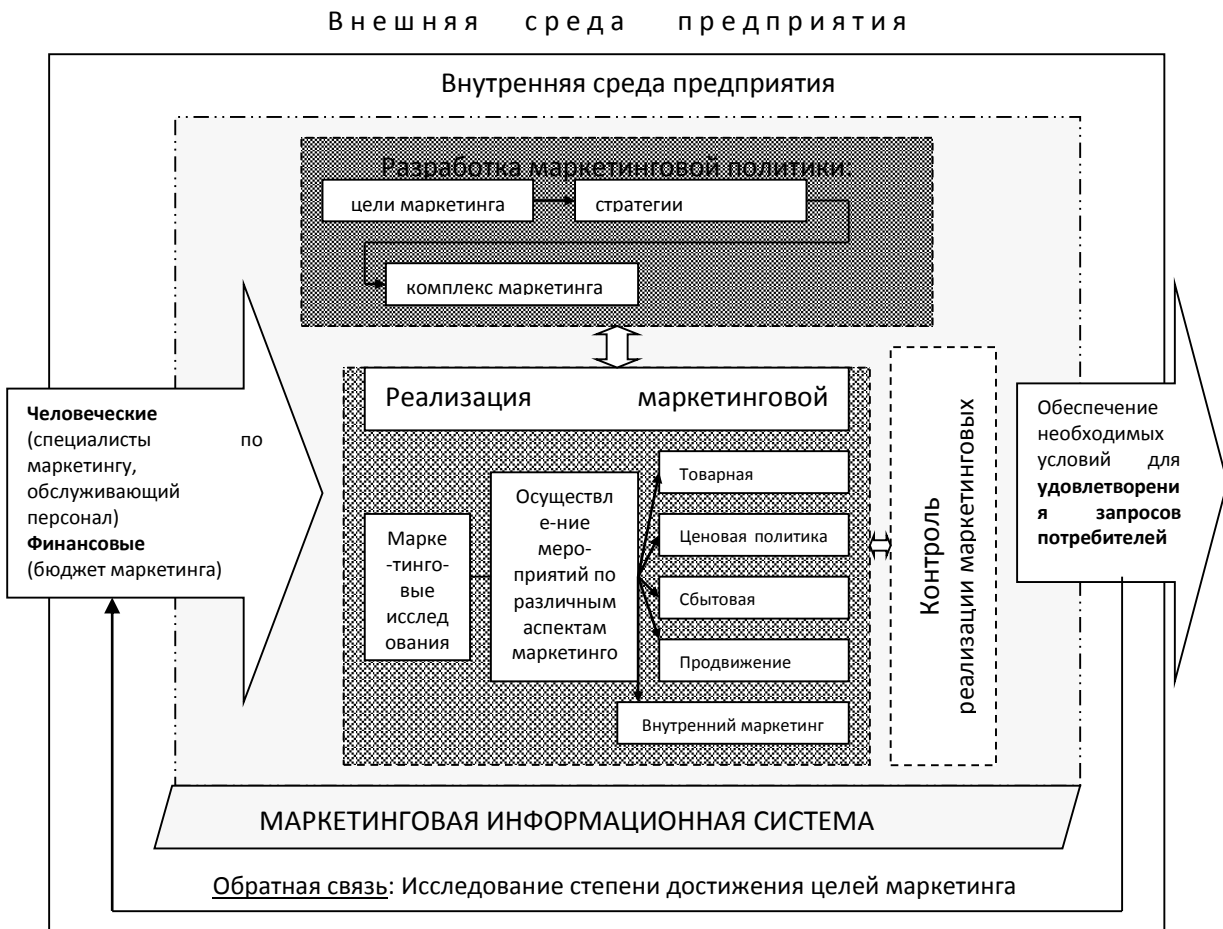 Внешняя среда предприятия
Внутренняя среда предприятия
Разработка маркетинговой политики:
цели маркетинга
стратегии
комплекс маркетинга
Человеческие
(специалисты по
маркетингу,
обслуживающий
персонал)
Финансовые
(бюджет маркетинга)
Реализация маркетинговой
Марке
-тинго-
вые
исслед
ования
Осуществл
е-ние
меро-
приятий по
различным
аспектам
маркетинго
Товарная
Ценовая политика
Сбытовая
Продвижение
Внутренний маркетинг
Контроль
реализации маркетинговых
Обеспечение
необходимых
условий для
удовлетворени
я запросов
потребителей
МАРКЕТИНГОВАЯ ИНФОРМАЦИОННАЯ СИСТЕМА
Обратная связь: Исследование степени достижения целей маркетинга